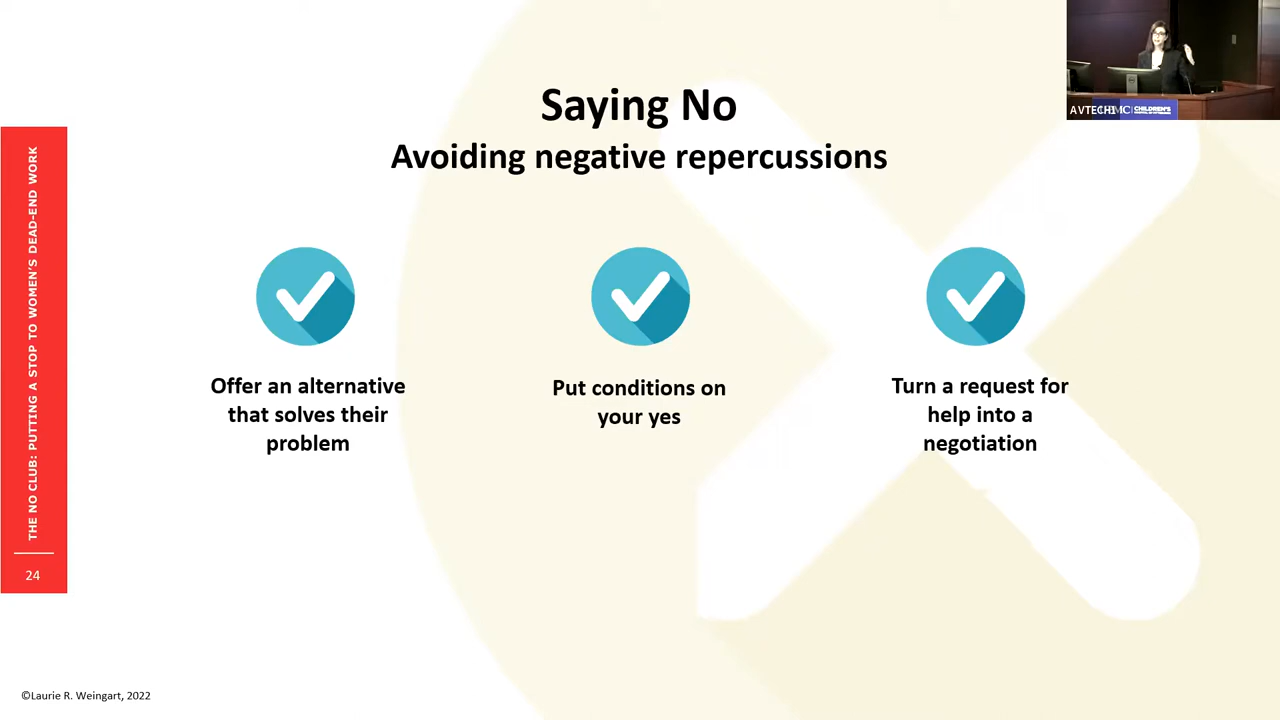 Saying No
Avoiding negative repercussions
Offer an alternative
that solves their
problem
Put conditions on
your yes
Turn a request for
help into a
negotiation
THE NO CLUB: PUTTING A STOP TO WOMEN'S DEAD-END WORK
24
©Laurie R. Weingart, 2022
CHILDREN'S